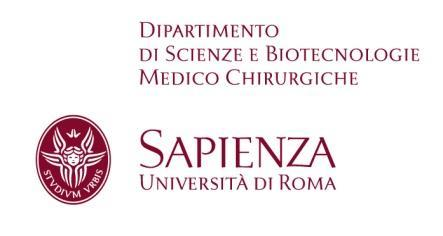 DIPARTIMENTO
DI SCIENZE E BIOTECNOLOGIE
MEDICO CHIRURGICHE
SAPIENZA
UNIVERSITÀ DI ROMA
STVDIVM VRBIS